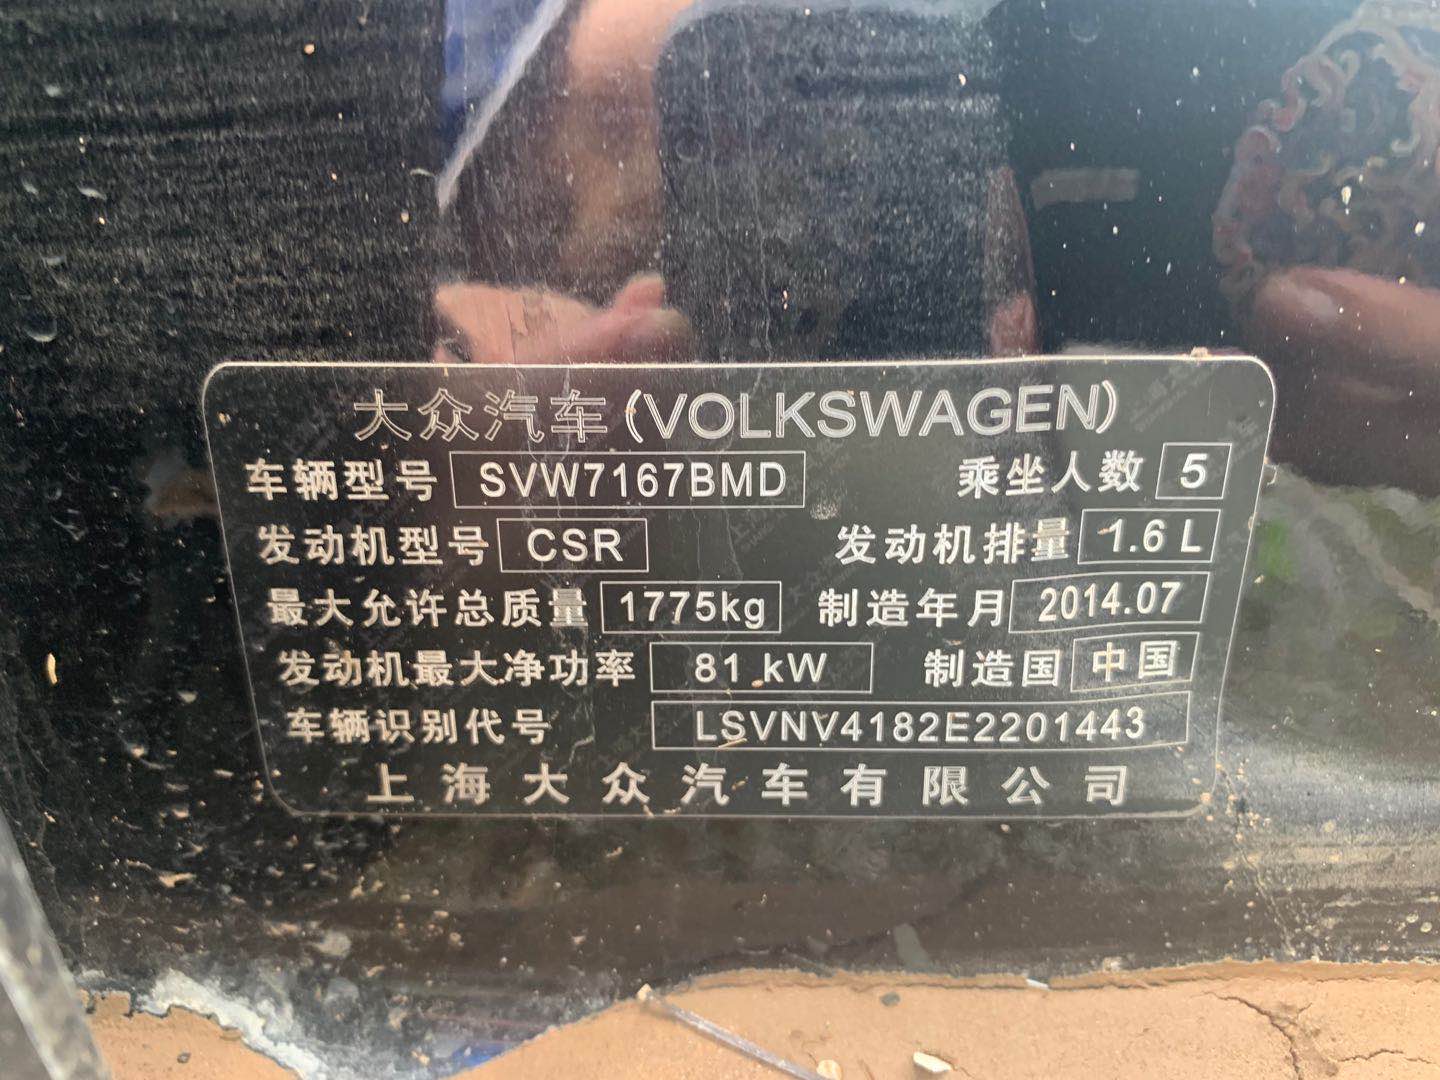 大众汽车(VOLKSWAGEN)
车辆型号 SVW7167BMD 乘坐人数 5
发动机型号 CSR 发动机排量 1.6 L
最大允许总质量 1775kg 制造年月 2014.07
发动机最大净功率 81 kW 制造国 中国
车辆识别代号 LSVNV4182E2201443
上海大众汽车有限公司